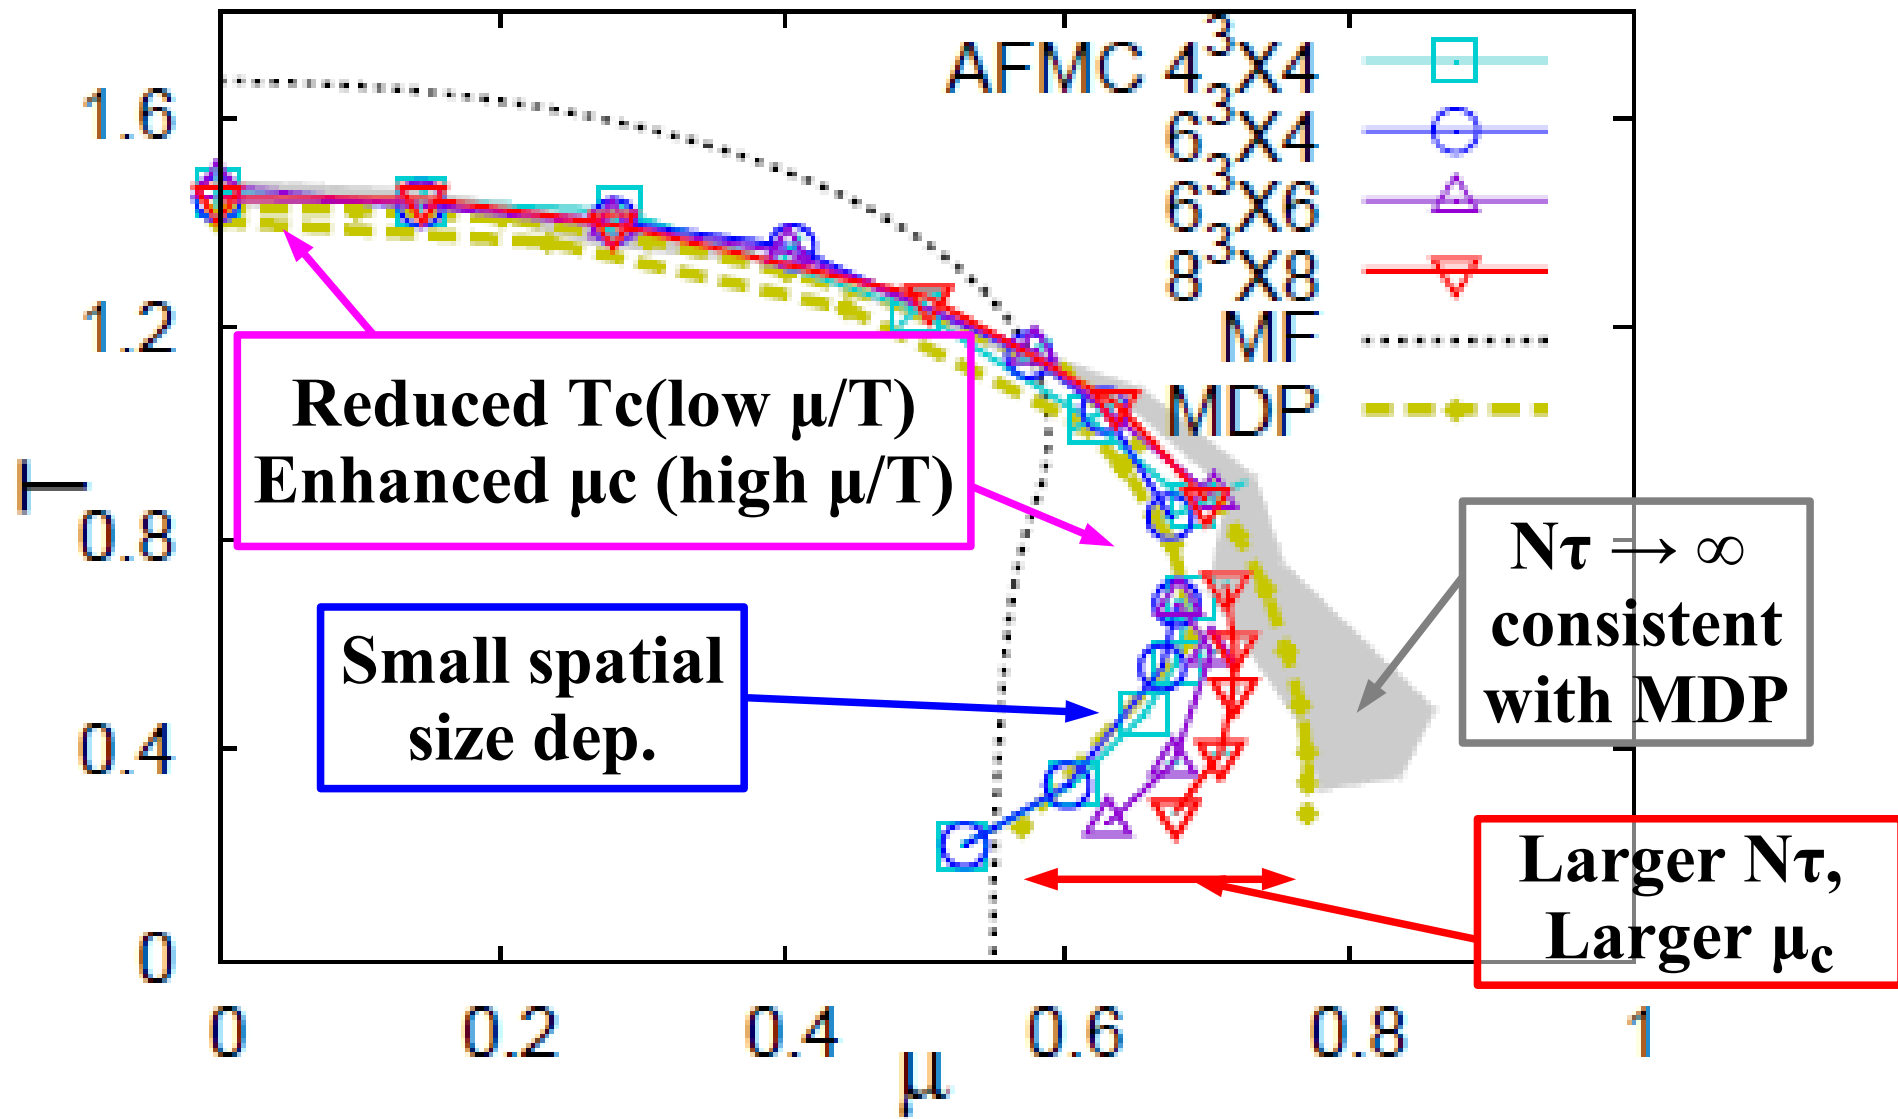 AFMC 4³X4
6³X4
6³X6
8³X8
MF
MDP
1.6
1.2
0.8
0.4
0
T
Reduced Tc(low μ/T)
Enhanced μc (high μ/T)
Small spatial
size dep.
Nτ → ∞
consistent
with MDP
Larger Nτ,
Larger μc
0 0.2 0.4 0.6 0.8 1
μ